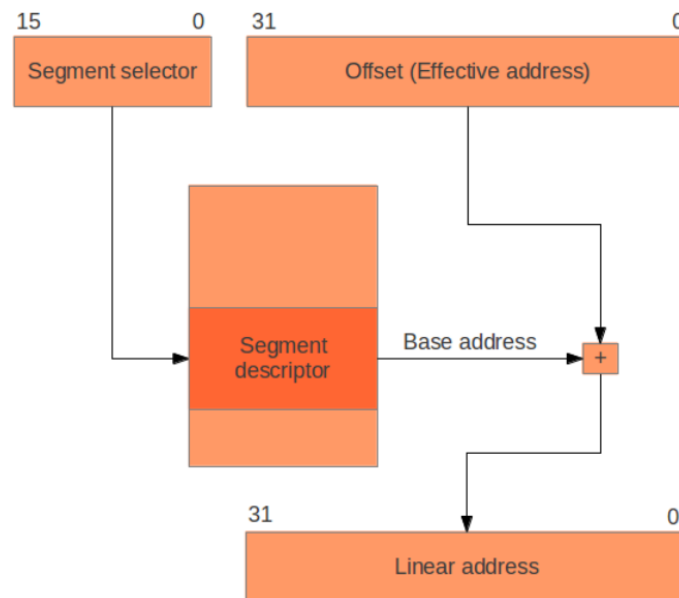 15 0 31 0
Segment selector
Offset (Effective address)
Segment
descriptor
Base address
+
31 0
Linear address